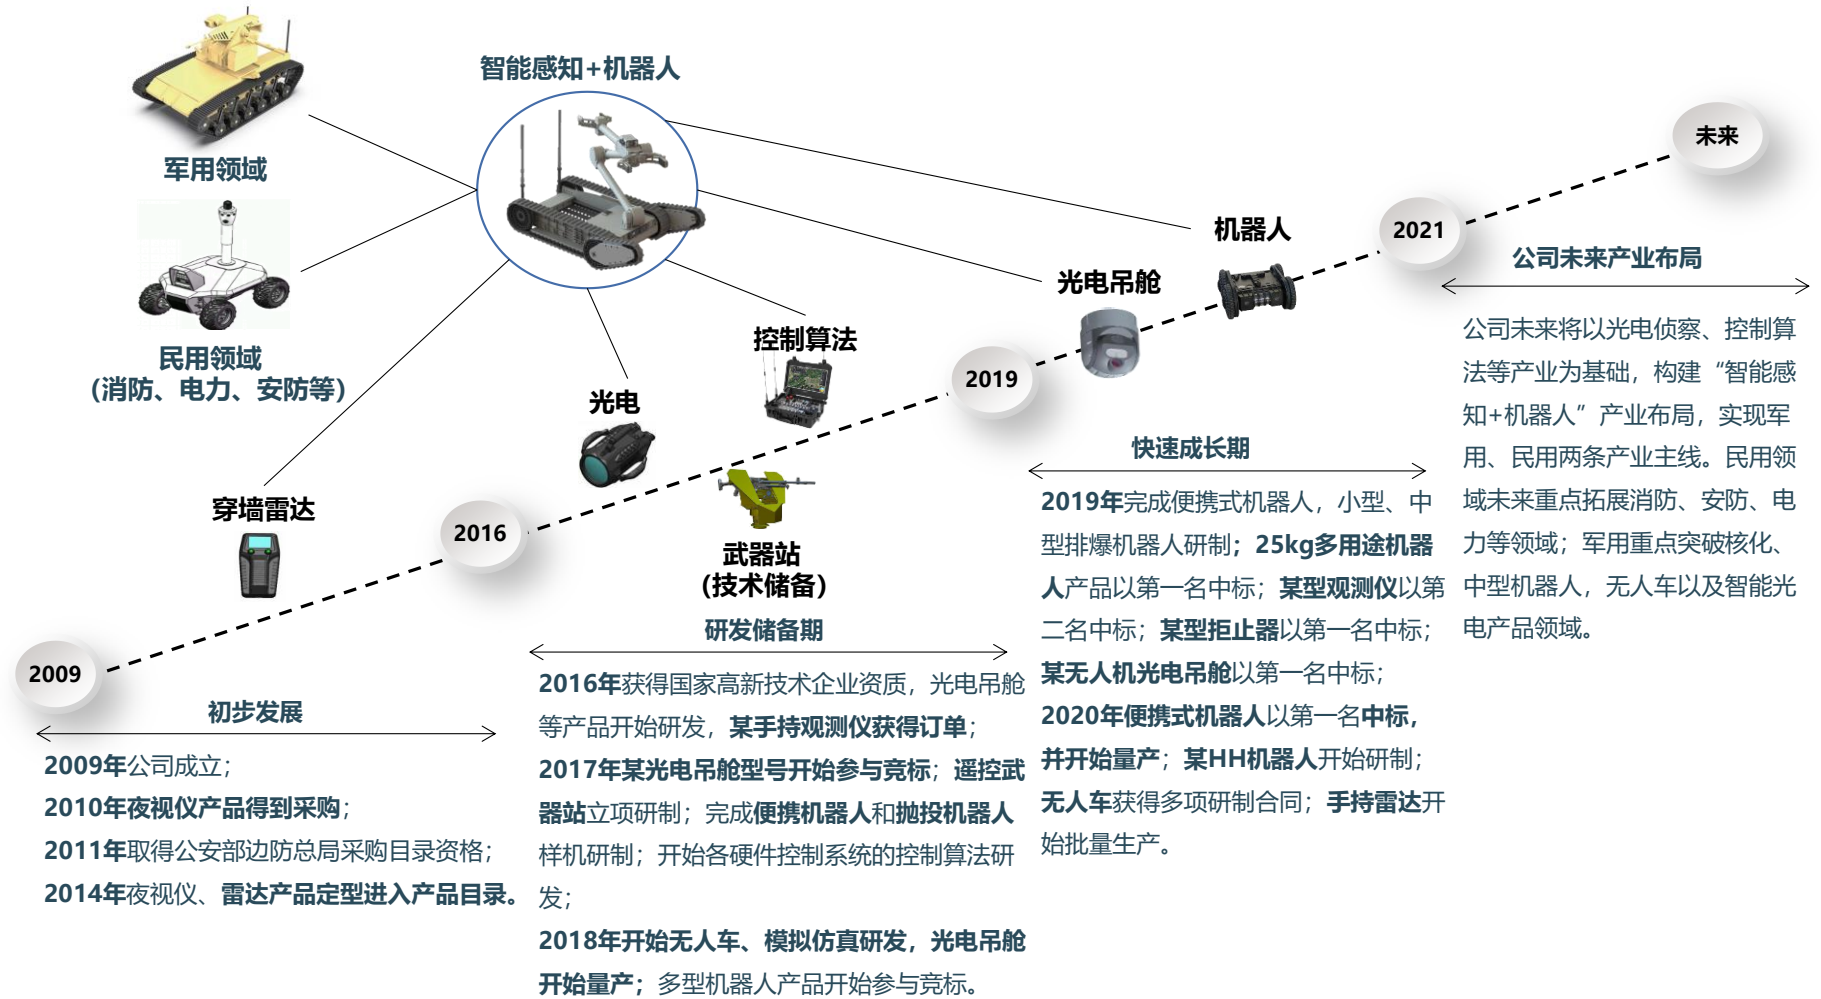 智能感知+机器人
军用领域
民用领域
（消防、电力、安防等）
穿墙雷达
光电
控制算法
武器站
（技术储备）
光电吊舱
机器人
2009
2016
2019
2021
未来
初步发展
2009年公司成立；
2010年夜视仪产品得到采购；
2011年取得公安部边防总局采购目录资格；
2014年夜视仪、雷达产品定型进入产品目录。
研发储备期
2016年获得国家高新技术企业资质，光电吊舱
等产品开始研发，某手持观测仪获得订单；
2017年某光电吊舱型号开始参与竞标；遥控武
器站立项研制；完成便携机器人和抛投机器人
样机研制；开始各硬件控制系统的控制算法研
发；
2018年开始无人车、模拟仿真研发，光电吊舱
开始量产；多型机器人产品开始参与竞标。
快速成长期
2019年完成便携式机器人，小型、中
型排爆机器人研制；25kg多用途机器
人产品以第一名中标；某型观测仪以第
二名中标；某型拒止器以第一名中标；
某无人机光电吊舱以第一名中标；
2020年便携式机器人以第一名中标，
并开始量产；某HH机器人开始研制；
无人车获得多项研制合同；手持雷达开
始批量生产。
公司未来产业布局
公司未来将以光电侦察、控制算
法等产业为基础，构建“智能感
知+机器人”产业布局，实现军
用、民用两条产业主线。民用领
域未来重点拓展消防、安防、电
力等领域；军用重点突破核化、
中型机器人，无人车以及智能光
电产品领域。